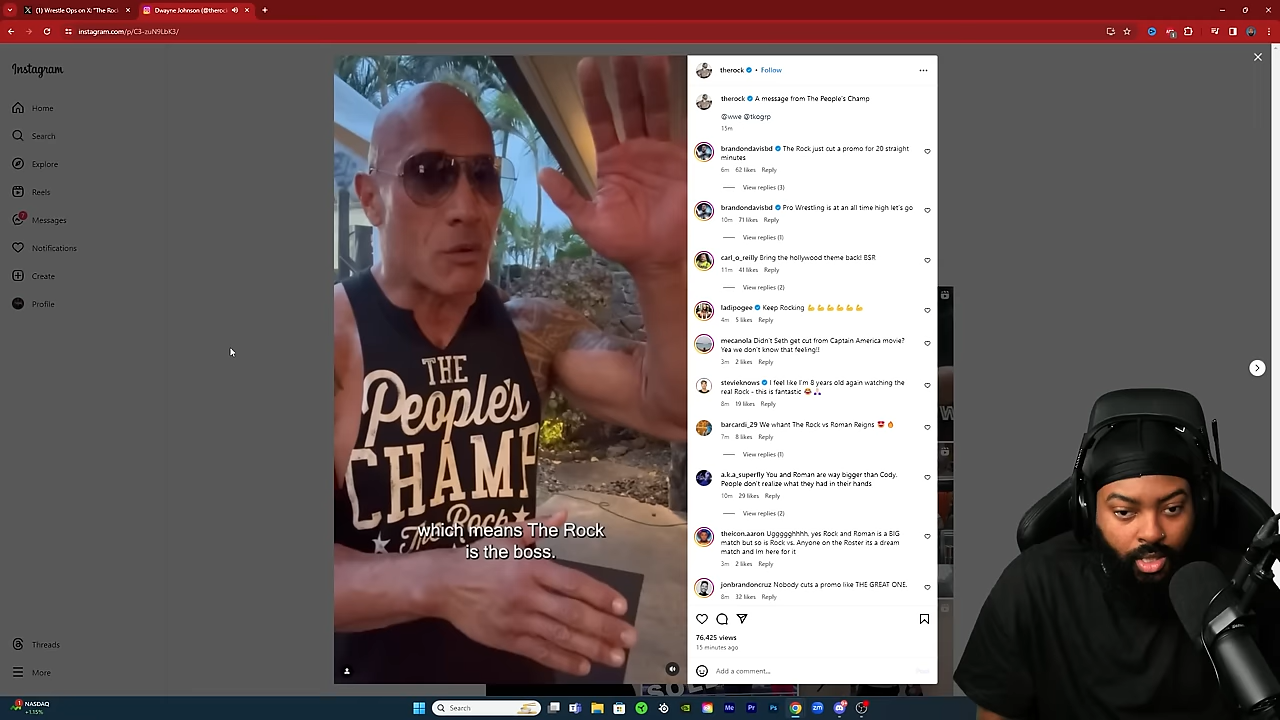 (1) Wrestle Ops on X: "The Roc
Dwayne Johnson (@theroc
instagram.com/p/C3-zuN9LbK3/
Instagram
Home
Search
Explore
Reels
Messages
Notifications
Create
Profile
Threads
More
THE
People's
CHAMP
The Rock
which means The Rock
is the boss.
therock • Follow
therock A message from The People's Champ
@wwe @tkogrp
15m
brandondavisbd The Rock just cut a promo for 20 straight
minutes
6m 62 likes Reply
View replies (3)
brandondavisbd Pro Wrestling is at an all time high let's go
10m 71 likes Reply
View replies (1)
carl_o_reilly Bring the hollywood theme back! BSR
11m 41 likes Reply
View replies (2)
ladipogee Keep Rocking 💪💪💪💪💪💪
4m 5 likes Reply
mecanola Didn't Seth get cut from Captain America movie?
Yea we don't know that feeling!!
3m 2 likes Reply
stevieknows I feel like I'm 8 years old again watching the
real Rock - this is fantastic
8m 19 likes Reply
barcardi_29 We whant The Rock vs Roman Reigns 😍🔥
7m 8 likes Reply
View replies (1)
a.k.a_superfly You and Roman are way bigger than Cody.
People don't realize what they had in their hands
10m 29 likes Reply
View replies (2)
theicon.aaron Uggggghhhh, yes Rock and Roman is a BIG
match but so is Rock vs. Anyone on the Roster its a dream
match and Im here for it
3m 2 likes Reply
jonbrandoncruz Nobody cuts a promo like THE GREAT ONE.
8m 32 likes Reply
76,425 views
15 minutes ago
Add a comment...
Post
NASDAQ
+1.15%
Search